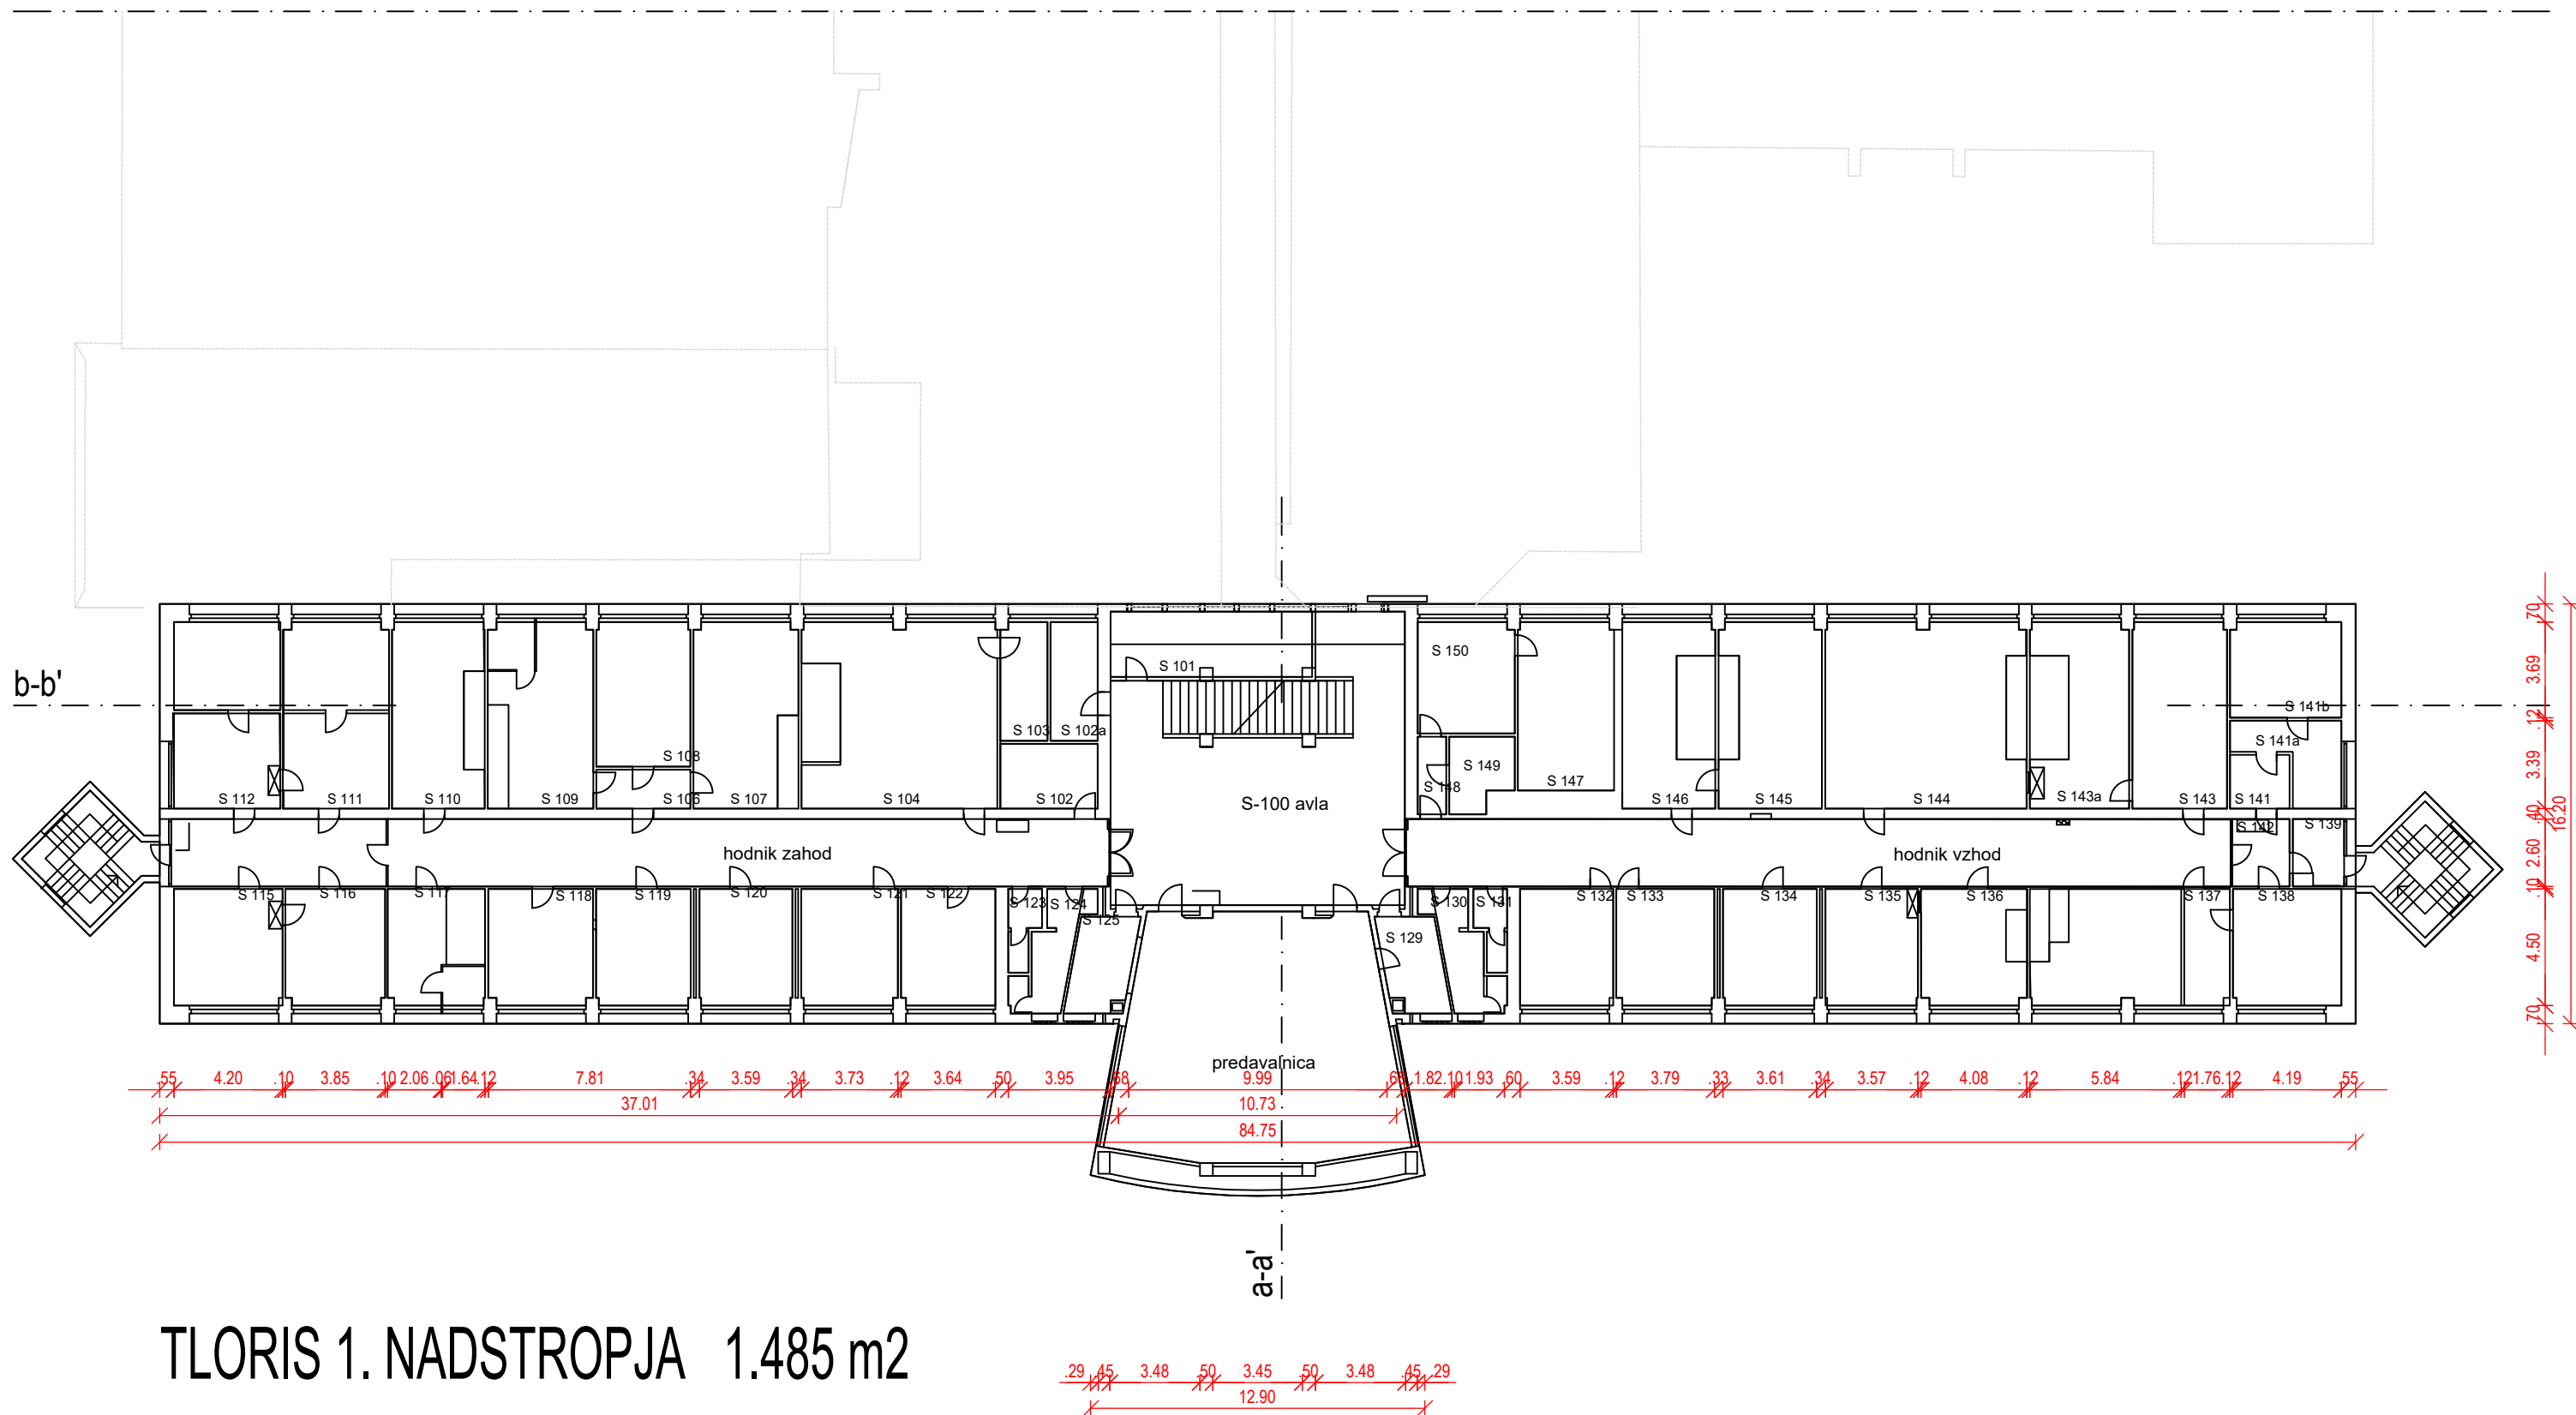 b-b'
S 150
S 101
S 141b
S 103
S 102a
S 141a
S 108
S 149
S 148
S 147
S 112
S 111
S 110
S 109
S 106
S 107
S 104
S 102
S-100 avla
S 146
S 145
S 144
S 143a
S 143
S 141
S 142
S 139
hodnik zahod
hodnik vzhod
S 115
S 116
S 117
S 118
S 119
S 120
S 121
S 122
S 123
S 124
S 125
S 129
S 130
S 131
S 132
S 133
S 134
S 135
S 136
S 137
S 138
predavalnica
.70
3.69
.12
3.39
.40
2.60
.10
4.50
.70
16.20
.55 4.20 .10 3.85 .10 2.06 .06 1.64 .12 7.81 .34 3.59 .34 3.73 .12 3.64 .50 3.95 .68 9.99 1.82 .10 1.93 .60 3.59 .12 3.79 .33 3.61 .34 3.57 .12 4.08 .12 5.84 .12 1.76 .12 4.19 .55
37.01 10.73
84.75
a-a'
TLORIS 1. NADSTROPJA 1.485 m2
.29 .45 3.48 .50 3.45 .50 3.48 .45 .29
12.90